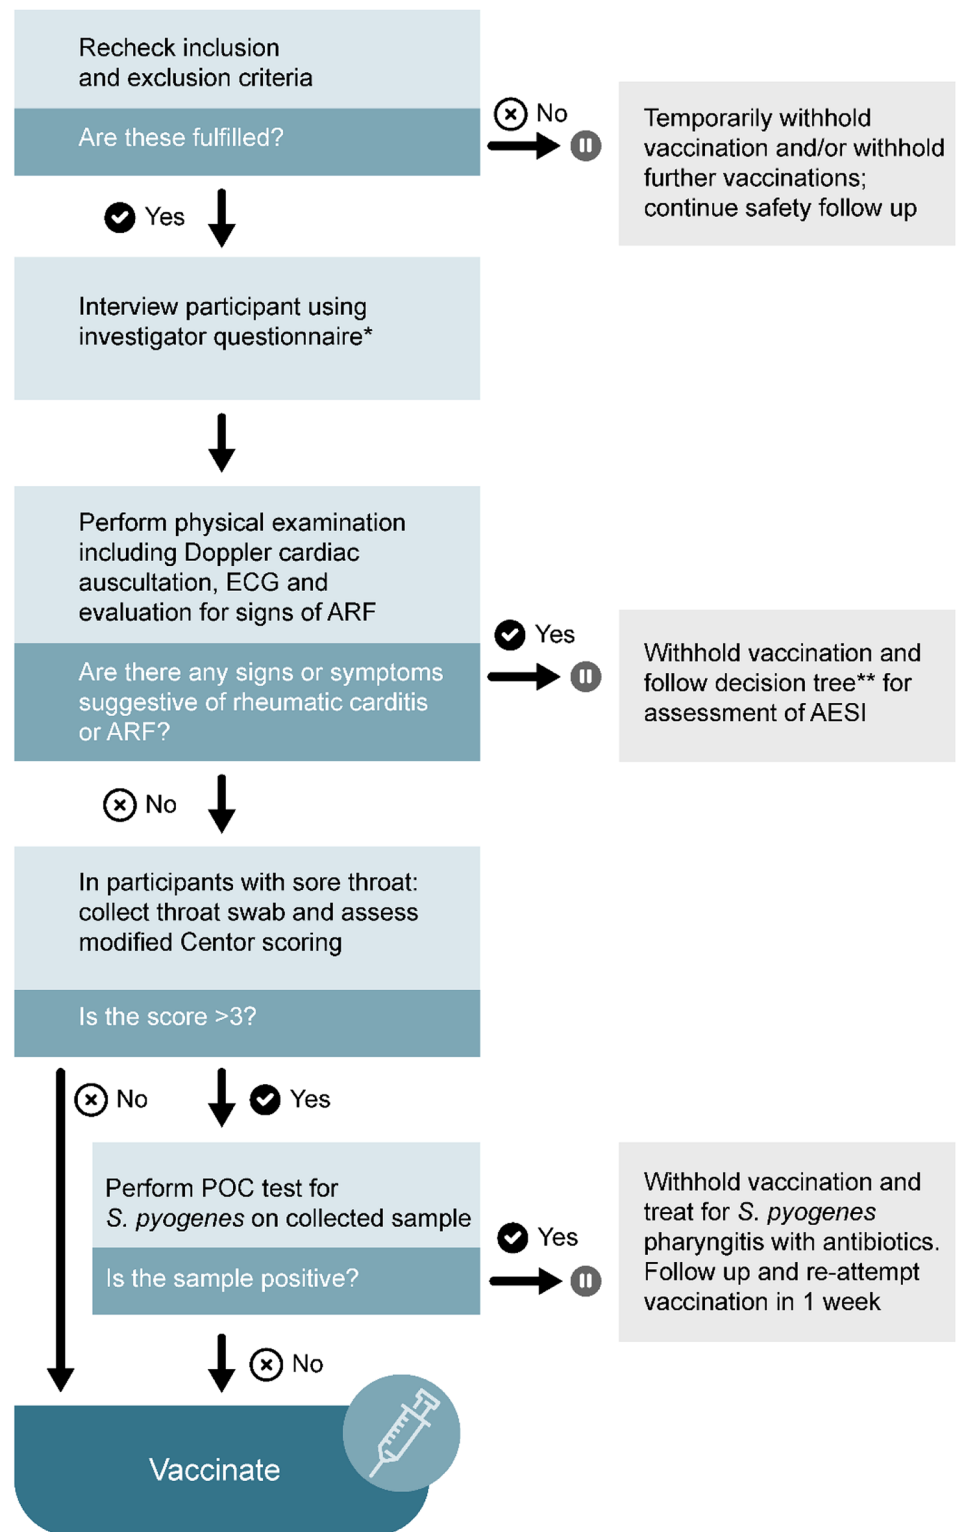 Recheck inclusion
and exclusion criteria
Are these fulfilled?
No
Temporarily withhold
vaccination and/or withhold
further vaccinations;
continue safety follow up
Yes
Interview participant using
investigator questionnaire*
Perform physical examination
including Doppler cardiac
auscultation, ECG and
evaluation for signs of ARF
Are there any signs or symptoms
suggestive of rheumatic carditis
or ARF?
Yes
Withhold vaccination and
follow decision tree** for
assessment of AESI
No
In participants with sore throat:
collect throat swab and assess
modified Centor scoring
Is the score >3?
No
Yes
Perform POC test for
S. pyogenes on collected sample
Is the sample positive?
Yes
Withhold vaccination and
treat for S. pyogenes
pharyngitis with antibiotics.
Follow up and re-attempt
vaccination in 1 week
No
Vaccinate